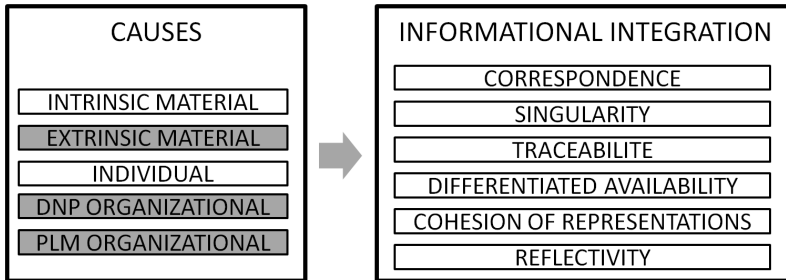 CAUSES
INTRINSIC MATERIAL
EXTRINSIC MATERIAL
INDIVIDUAL
DNP ORGANIZATIONAL
PLM ORGANIZATIONAL
INFORMATIONAL INTEGRATION
CORRESPONDENCE
SINGULARITY
TRACEABILITE
DIFFERENTIATED AVAILABILITY
COHESION OF REPRESENTATIONS
REFLECTIVITY